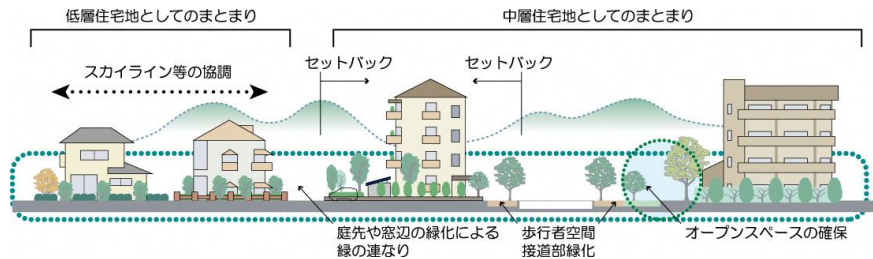 低層住宅地としてのまとまり
中層住宅地としてのまとまり
スカイライン等の協調
セットバック
セットバック
庭先や窓辺の緑化による
緑の連なり
歩行者空間
接道部緑化
オープンスペースの確保